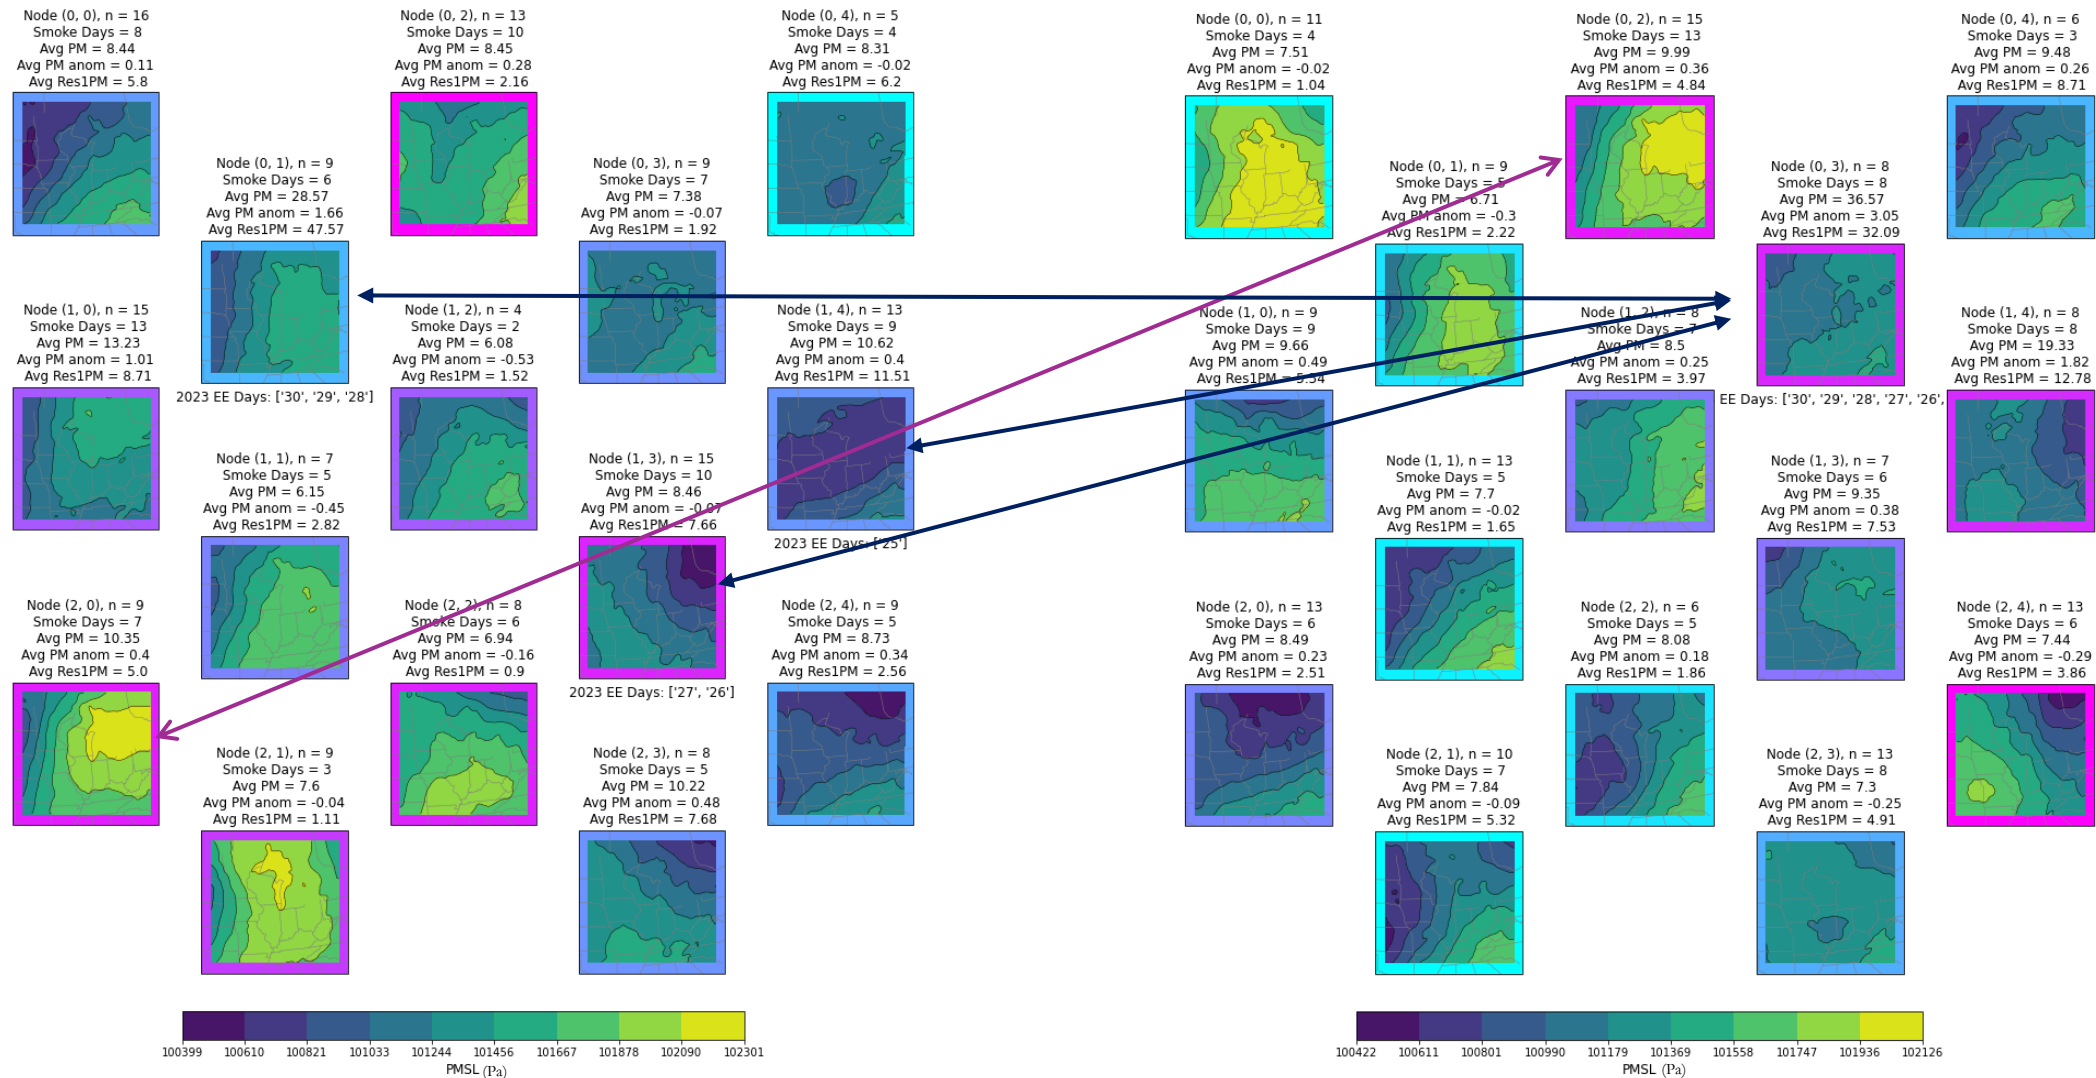 Node (0, 0), n = 16
Smoke Days = 8
Avg PM = 8.44
Avg PM anom = 0.11
Avg Res1PM = 5.8
Node (0, 2), n = 13
Smoke Days = 10
Avg PM = 8.45
Avg PM anom = 0.28
Avg Res1PM = 2.16
Node (0, 4), n = 5
Smoke Days = 4
Avg PM = 8.31
Avg PM anom = -0.02
Avg Res1PM = 6.2
Node (0, 1), n = 9
Smoke Days = 6
Avg PM = 28.57
Avg PM anom = 1.66
Avg Res1PM = 47.57
2023 EE Days: ['30', '29', '28']
Node (0, 3), n = 9
Smoke Days = 7
Avg PM = 7.38
Avg PM anom = -0.07
Avg Res1PM = 1.92
Node (1, 0), n = 15
Smoke Days = 13
Avg PM = 13.23
Avg PM anom = 1.01
Avg Res1PM = 8.71
Node (1, 2), n = 4
Smoke Days = 2
Avg PM = 6.08
Avg PM anom = -0.53
Avg Res1PM = 1.52
Node (1, 4), n = 13
Smoke Days = 9
Avg PM = 10.62
Avg PM anom = 0.4
Avg Res1PM = 11.51
2023 EE Days: ['25']
Node (1, 1), n = 7
Smoke Days = 5
Avg PM = 6.15
Avg PM anom = -0.45
Avg Res1PM = 2.82
Node (1, 3), n = 15
Smoke Days = 10
Avg PM = 8.46
Avg PM anom = -0.07
Avg Res1PM = 7.66
2023 EE Days: ['27', '26']
Node (2, 0), n = 9
Smoke Days = 7
Avg PM = 10.35
Avg PM anom = 0.4
Avg Res1PM = 5.0
Node (2, 2), n = 8
Smoke Days = 6
Avg PM = 6.94
Avg PM anom = -0.16
Avg Res1PM = 0.9
Node (2, 4), n = 9
Smoke Days = 5
Avg PM = 8.73
Avg PM anom = 0.34
Avg Res1PM = 2.56
Node (2, 1), n = 9
Smoke Days = 3
Avg PM = 7.6
Avg PM anom = -0.04
Avg Res1PM = 1.11
Node (2, 3), n = 8
Smoke Days = 5
Avg PM = 10.22
Avg PM anom = 0.48
Avg Res1PM = 7.68
100399 100610 100821 101033 101244 101456 101667 101878 102090 102301
PMSL (Pa)
Node (0, 0), n = 11
Smoke Days = 4
Avg PM = 7.51
Avg PM anom = -0.02
Avg Res1PM = 1.04
Node (0, 2), n = 15
Smoke Days = 13
Avg PM = 9.99
Avg PM anom = 0.36
Avg Res1PM = 4.84
Node (0, 4), n = 6
Smoke Days = 3
Avg PM = 9.48
Avg PM anom = 0.26
Avg Res1PM = 8.71
Node (0, 1), n = 9
Smoke Days = 5
Avg PM = 6.71
Avg PM anom = -0.3
Avg Res1PM = 2.22
Node (0, 3), n = 8
Smoke Days = 8
Avg PM = 36.57
Avg PM anom = 3.05
Avg Res1PM = 32.09
EE Days: ['30', '29', '28', '27', '26',
Node (1, 0), n = 9
Smoke Days = 9
Avg PM = 9.66
Avg PM anom = 0.49
Avg Res1PM = 5.54
Node (1, 2), n = 8
Smoke Days = 7
Avg PM = 8.5
Avg PM anom = 0.25
Avg Res1PM = 3.97
Node (1, 4), n = 8
Smoke Days = 8
Avg PM = 19.33
Avg PM anom = 1.82
Avg Res1PM = 12.78
Node (1, 1), n = 13
Smoke Days = 5
Avg PM = 7.7
Avg PM anom = -0.02
Avg Res1PM = 1.65
Node (1, 3), n = 7
Smoke Days = 6
Avg PM = 9.35
Avg PM anom = 0.38
Avg Res1PM = 7.53
Node (2, 0), n = 13
Smoke Days = 6
Avg PM = 8.49
Avg PM anom = 0.23
Avg Res1PM = 2.51
Node (2, 2), n = 6
Smoke Days = 5
Avg PM = 8.08
Avg PM anom = 0.18
Avg Res1PM = 1.86
Node (2, 4), n = 13
Smoke Days = 6
Avg PM = 7.44
Avg PM anom = -0.29
Avg Res1PM = 3.86
Node (2, 1), n = 10
Smoke Days = 7
Avg PM = 7.84
Avg PM anom = -0.09
Avg Res1PM = 5.32
Node (2, 3), n = 13
Smoke Days = 8
Avg PM = 7.3
Avg PM anom = -0.25
Avg Res1PM = 4.91
100422 100611 100801 100990 101179 101369 101558 101747 101936 102126
PMSL (Pa)